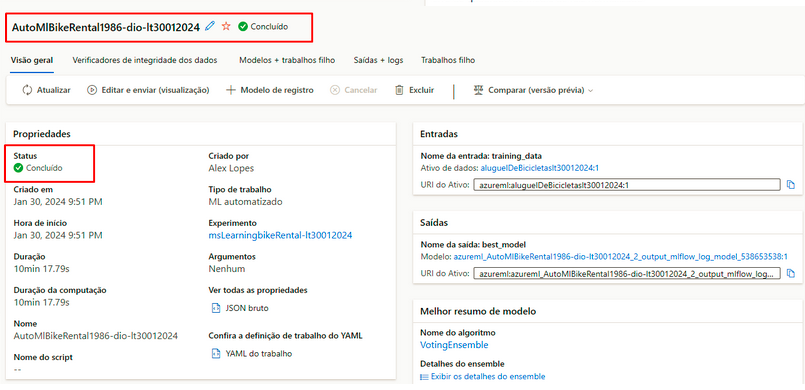 AutoMlBikeRental1986-dio-lt30012024 Concluído
Visão geral Verificadores de integridade dos dados Modelos + trabalhos filho Saídas + logs Trabalhos filho
Atualizar Editar e enviar (visualização) Modelo de registro Cancelar Excluir Comparar (versão prévia)
Propriedades
Status
Concluído
Criado em
Jan 30, 2024 9:51 PM
Hora de início
Jan 30, 2024 9:51 PM
Duração
10min 17.79s
Duração da computação
10min 17.79s
Nome
AutoMlBikeRental1986-dio-lt30012024
Nome do script
--
Criado por
Alex Lopes
Tipo de trabalho
ML automatizado
Experimento
msLearningbikeRental-lt30012024
Argumentos
Nenhum
Ver todas as propriedades
JSON bruto
Confira a definição de trabalho do YAML
YAML do trabalho
Entradas
Nome da entrada: training_data
Ativo de dados: aluguelDeBicicletaslt30012024:1
URI do Ativo: azureml:aluguelDeBicicletaslt30012024:1
Saídas
Nome da saída: best_model
Modelo: azureml_AutoMlBikeRental1986-dio-lt30012024_2_output_mlflow_log_model_538653538:1
URI do Ativo: azureml:azureml_AutoMlBikeRental1986-dio-lt30012024_2_output_mlflow_log...
Melhor resumo de modelo
Nome do algoritmo
VotingEnsemble
Detalhes do ensemble
Exibir os detalhes do ensemble